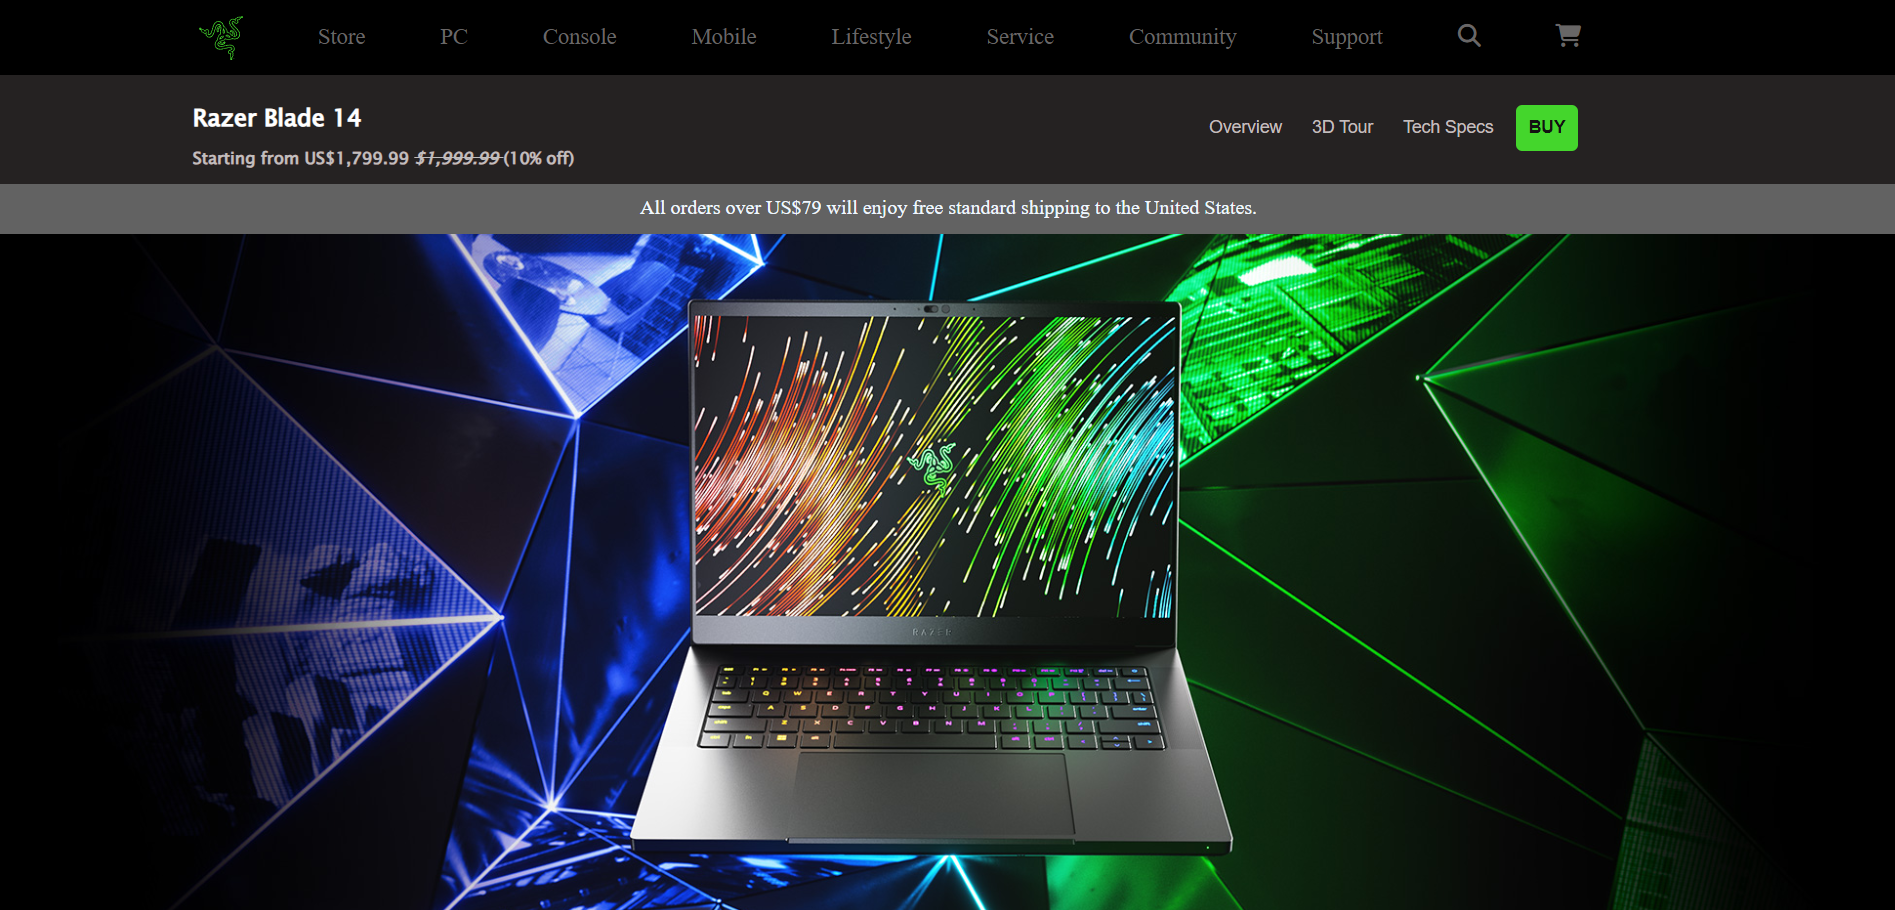 Store PC Console Mobile Lifestyle Service Community Support
Razer Blade 14
Overview 3D Tour Tech Specs BUY
Starting from US$1,799.99 $1,999.99 (10% off)
All orders over US$79 will enjoy free standard shipping to the United States.
RAZER
Q W E R T Y U I O P
A S D F G H J K L
Z X C V B N M